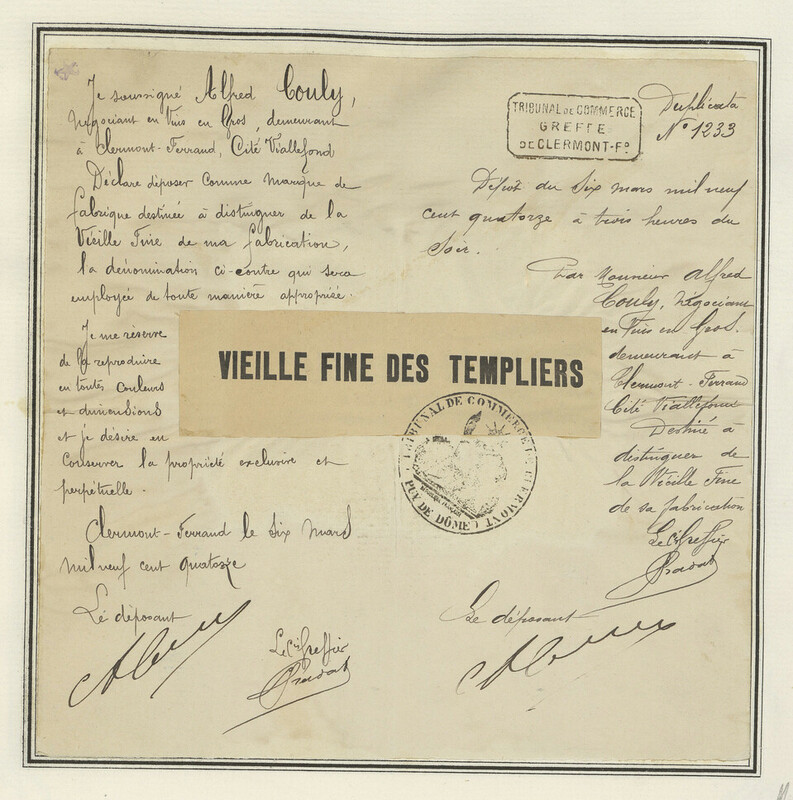 Je soussigné Alfred Couly,
Négociant en Vins en Gros, demeurant
à Clermont-Ferrand, Cité Viallefond
Déclare déposer comme marque de
fabrique destinée à distinguer de la
Vieille Fine de ma fabrication,
la dénomination ci-contre qui sera
employée de toute manière appropriée.
Je me réserve
de la reproduire
en toutes couleurs
et dimensions
et je désire en
conserver la propriété exclusive et
perpétuelle.
Clermont-Ferrand le Six Mars
mil neuf cent quatorze
Le déposant
Le Cis Greffier
VIEILLE FINE DES TEMPLIERS
TRIBUNAL DE COMMERCE DE CLERMONT
PUY DE DÔME
TRIBUNAL DE COMMERCE
GREFFE
DE CLERMONT-Fd
Duplicata
N° 1233
Dépôt du Six mars mil neuf
cent quatorze à trois heures du
Soir.
Par Monsieur Alfred
Couly, Négociant
en Vins en Gros.
demeurant à
Clermont-Ferrand
Cité Viallefond
Destiné à
distinguer de
la Vieille Fine
de sa fabrication
Le Cis Greffier
Le déposant